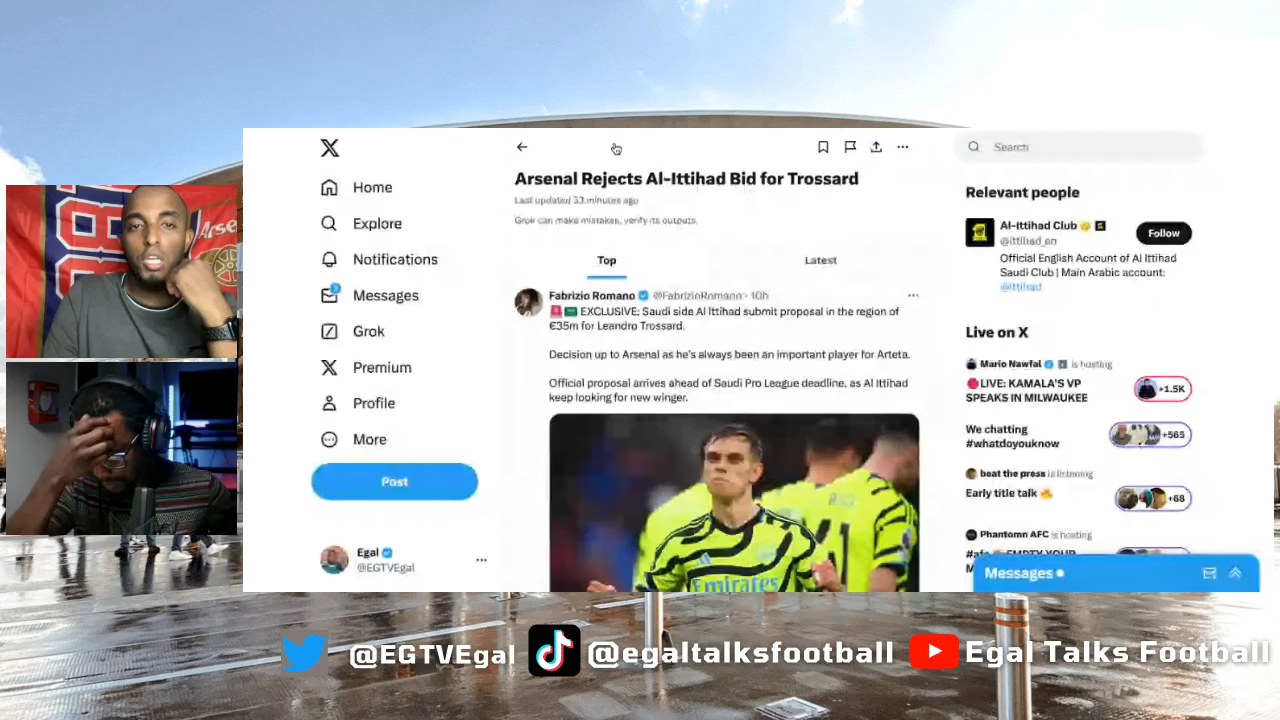 Home
Explore
Notifications
Messages
Grok
Premium
Profile
More
Post
Egal
@EGTVEgal
Arsenal Rejects Al-Ittihad Bid for Trossard
Last updated 33 minutes ago
Grok can make mistakes, verify its outputs.
Top
Latest
Fabrizio Romano @FabrizioRomano · 10h
🚨🇸🇦 EXCLUSIVE: Saudi side Al Ittihad submit proposal in the region of
€35m for Leandro Trossard.
Decision up to Arsenal as he's always been an important player for Arteta.
Official proposal arrives ahead of Saudi Pro League deadline, as Al Ittihad
keep looking for new winger.
Emirates
Search
Relevant people
Al-Ittihad Club
@ittihad_en
Follow
Official English Account of Al Ittihad
Saudi Club | Main Arabic account:
@ittihad
Live on X
Mario Nawfal is hosting
🔴LIVE: KAMALA'S VP
SPEAKS IN MILWAUKEE
+1.5K
We chatting
#whatdoyouknow
+565
beat the press is listening
Early title talk 🔥
+68
Phantomn AFC is hosting
Messages
Arse
@EGTVEgal
@egaltalksfootball
Egal Talks Football